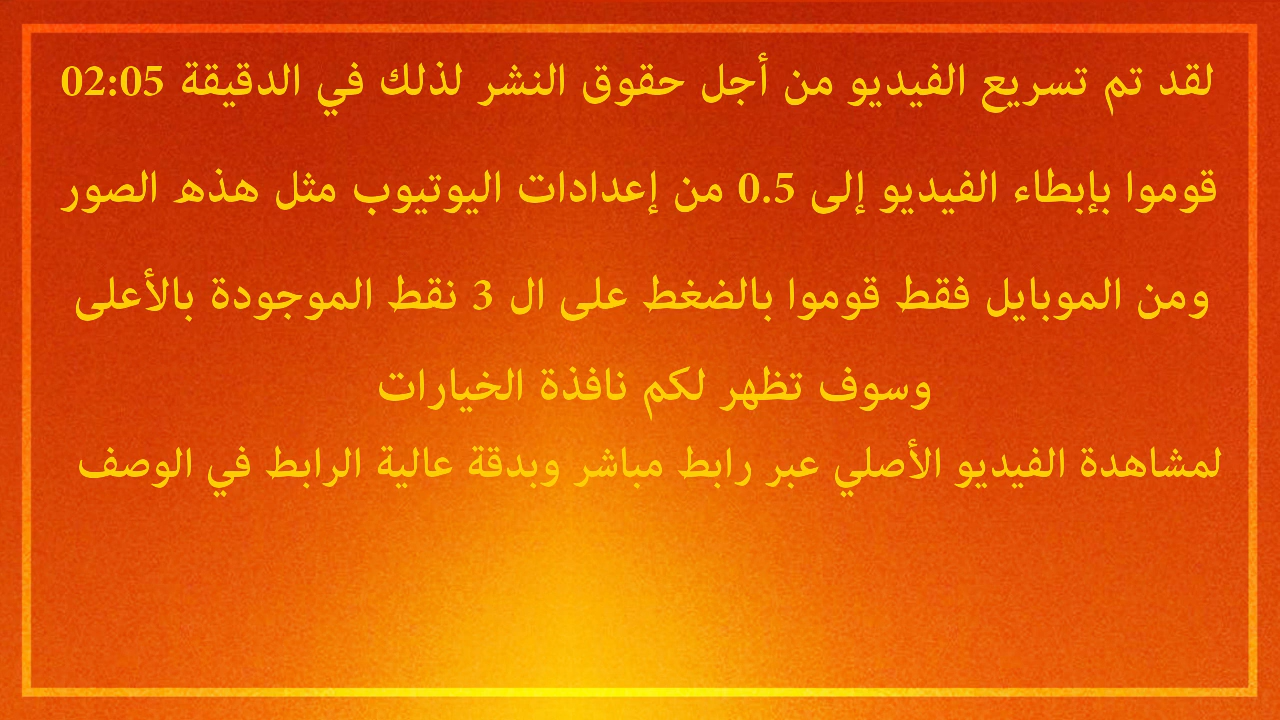 لقد تم تسريع الفيديو من أجل حقوق النشر لذلك في الدقيقة 02:05
قوموا بإبطاء الفيديو إلى 0.5 من إعدادات اليوتيوب مثل هذه الصور
ومن الموبايل فقط قوموا بالضغط على ال 3 نقط الموجودة بالأعلى
وسوف تظهر لكم نافذة الخيارات
لمشاهدة الفيديو الأصلي عبر رابط مباشر وبدقة عالية الرابط في الوصف